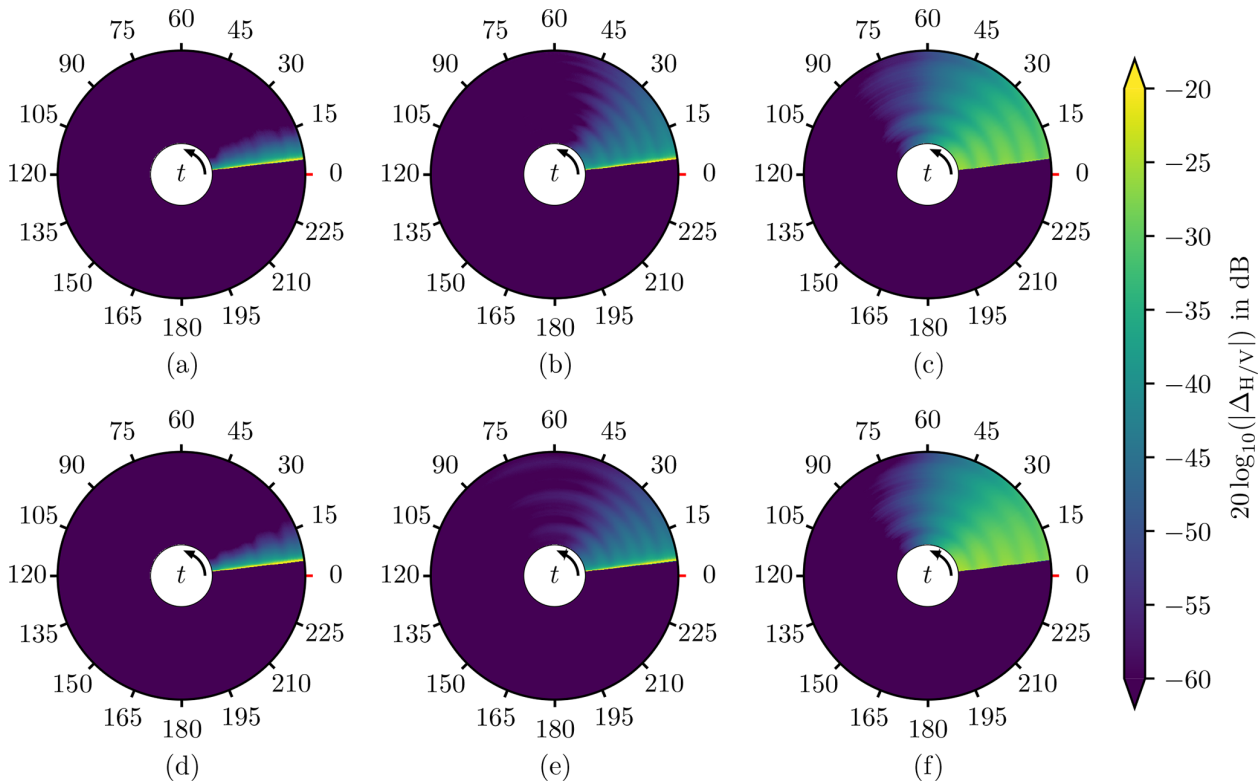 60 60 60
75 45 75 45 75 45
90 30 90 30 90 30
105 15 105 15 105 15
120 t 0 120 t 0 120 t 0
135 225 135 225 135 225
150 210 150 210 150 210
165 195 165 195 165 195
180 180 180
(a) (b) (c)
60 60 60
75 45 75 45 75 45
90 30 90 30 90 30
105 15 105 15 105 15
120 t 0 120 t 0 120 t 0
135 225 135 225 135 225
150 210 150 210 150 210
165 195 165 195 165 195
180 180 180
(d) (e) (f)
−20
−25
−30
−35
−40
−45
−50
−55
−60
20 log₁₀(|Δ_H/V|) in dB